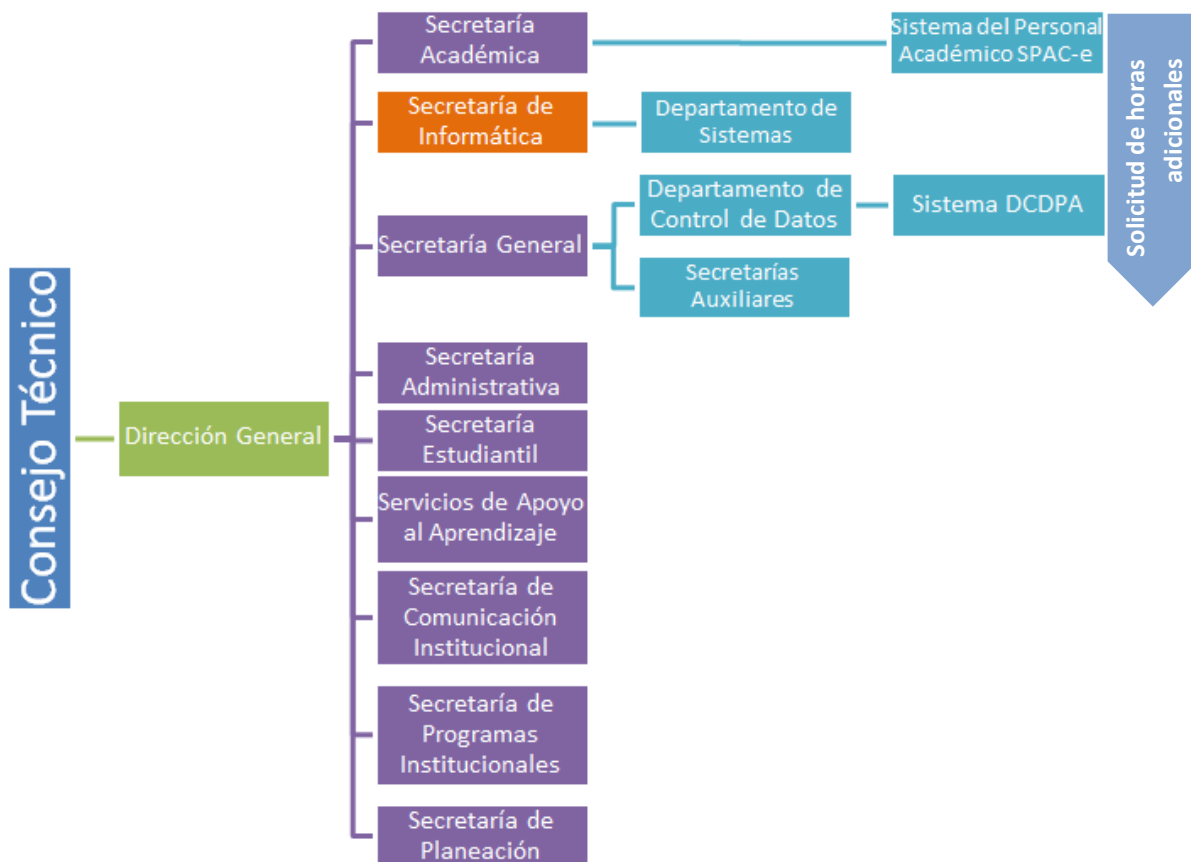 Consejo Técnico
Dirección General
Secretaría
Académica
Sistema del Personal
Académico SPAC-e
Secretaría de
Informática
Departamento de
Sistemas
Secretaría General
Departamento de
Control de Datos
Sistema DCDPA
Secretarías
Auxiliares
Secretaría
Administrativa
Secretaría
Estudiantil
Servicios de Apoyo
al Aprendizaje
Secretaría de
Comunicación
Institucional
Secretaría de
Programas
Institucionales
Secretaría de
Planeación
Solicitud de horas
adicionales